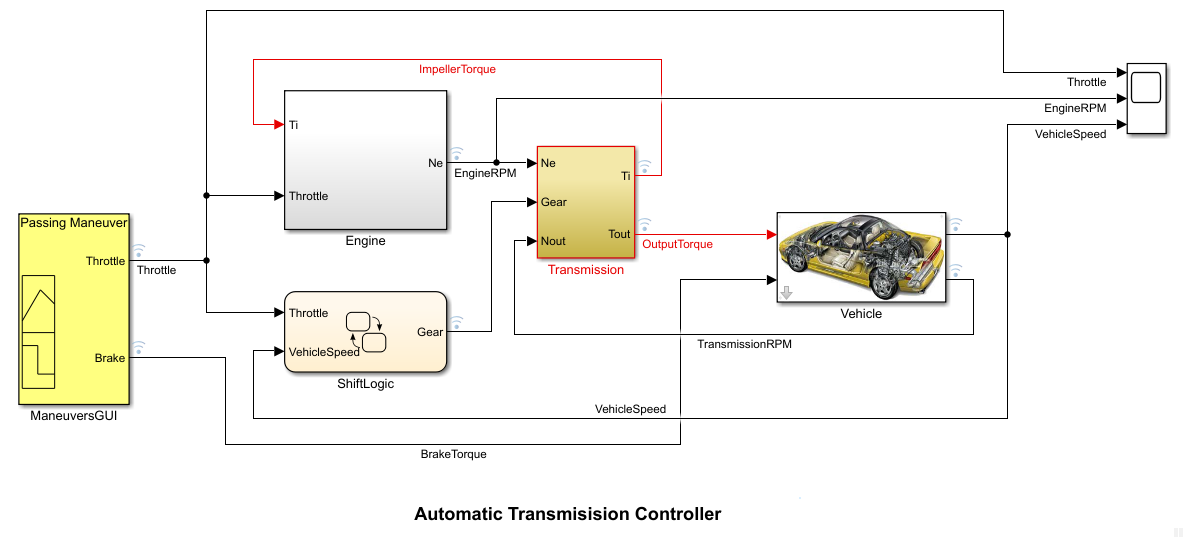 ImpellerTorque
Throttle
EngineRPM
VehicleSpeed
Ti
Ne
Throttle
Engine
EngineRPM
Ne
Gear
Nout
Ti
Tout
Transmission
OutputTorque
Passing Maneuver
Throttle
Brake
ManeuversGUI
Throttle
Throttle
VehicleSpeed
Gear
ShiftLogic
Vehicle
TransmissionRPM
VehicleSpeed
BrakeTorque
Automatic Transmisision Controller